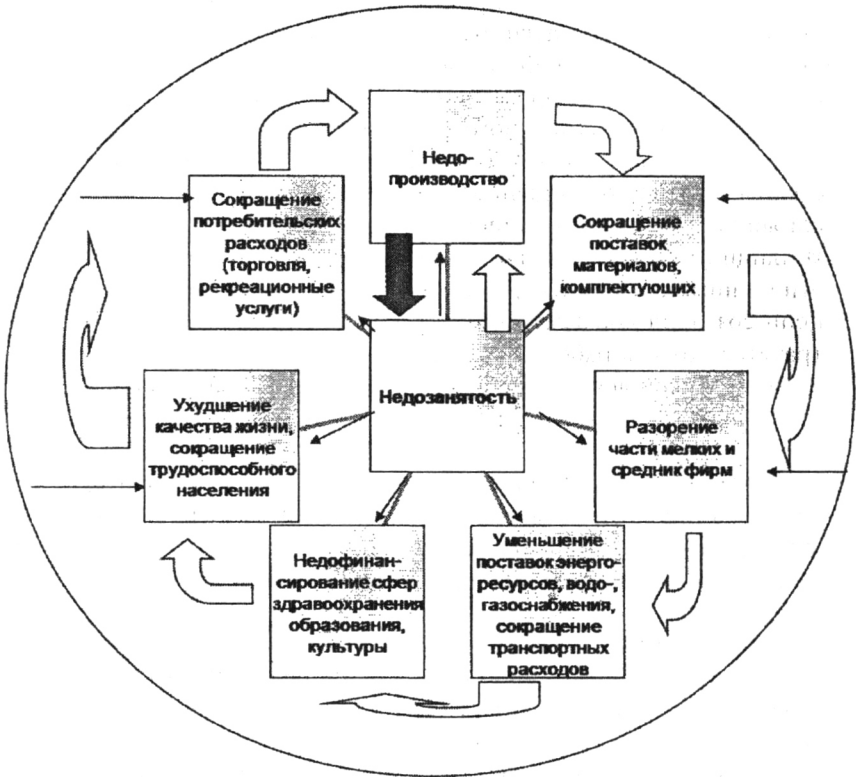 Недо-
производство
Сокращение
потребительских
расходов
(торговля,
рекреационные
услуги)
Сокращение
поставок
материалов,
комплектующих
Недозанятость
Ухудшение
качества жизни,
сокращение
трудоспособного
населения
Разорение
части мелких и
средник фирм
Недофинан-
сирование сфер
здравоохранения
образования,
культуры
Уменьшение
поставок энерго-
ресурсов, водо-,
газоснабжения,
сокращение
транспортных
расходов